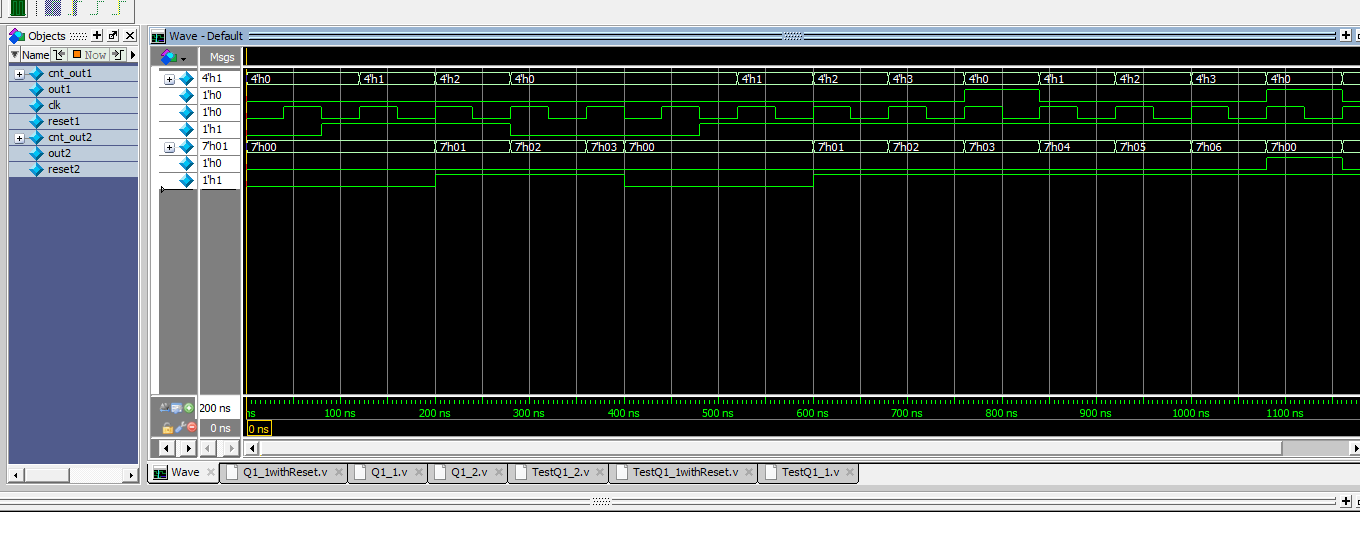 Objects
Wave - Default
Name
Now
Msgs
cnt_out1
out1
clk
reset1
cnt_out2
out2
reset2
4'h1 4'h0 4'h1 4'h2 4'h0 4'h1 4'h2 4'h3 4'h0 4'h1 4'h2 4'h3 4'h0
1'h0
1'h0
1'h1
7'h01 7'h00 7'h01 7'h02 7'h03 7'h00 7'h01 7'h02 7'h03 7'h04 7'h05 7'h06 7'h00
1'h0
1'h1
200 ns ns 100 ns 200 ns 300 ns 400 ns 500 ns 600 ns 700 ns 800 ns 900 ns 1000 ns 1100 ns
0 ns 0 ns
Wave Q1_1withReset.v Q1_1.v Q1_2.v TestQ1_2.v TestQ1_1withReset.v TestQ1_1.v